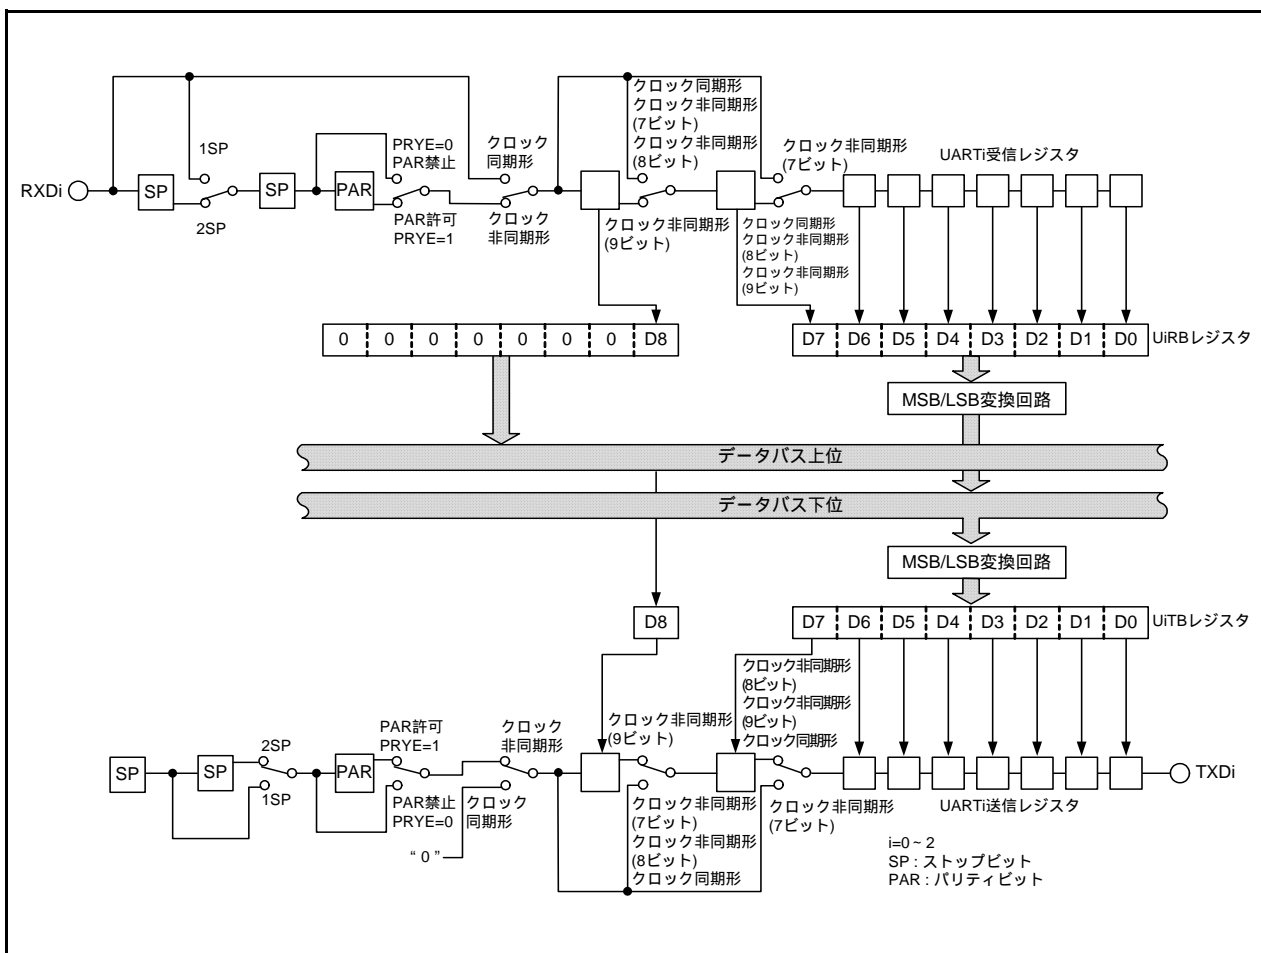 クロック同期形
クロック非同期形
(7ビット)
クロック非同期形
(8ビット)
1SP
PRYE=0
PAR禁止
クロック
同期形
クロック非同期形
(7ビット)
UARTi受信レジスタ
RXDi
SP
SP
PAR
2SP
PAR許可
PRYE=1
クロック
非同期形
クロック非同期形
(9ビット)
クロック同期形
クロック非同期形
(8ビット)
クロック非同期形
(9ビット)
0 0 0 0 0 0 0 D8
D7 D6 D5 D4 D3 D2 D1 D0
UiRBレジスタ
MSB/LSB変換回路
データバス上位
データバス下位
MSB/LSB変換回路
D8
D7 D6 D5 D4 D3 D2 D1 D0
UiTBレジスタ
クロック非同期形
(8ビット)
クロック非同期形
(9ビット)
クロック同期形
クロック非同期形
(9ビット)
PAR許可
PRYE=1
クロック
非同期形
2SP
SP
SP
PAR
1SP
PAR禁止
PRYE=0
クロック
同期形
“0”
クロック非同期形
(7ビット)
クロック非同期形
(8ビット)
クロック同期形
クロック非同期形
(7ビット)
UARTi送信レジスタ
TXDi
i=0~2
SP : ストップビット
PAR : パリティビット